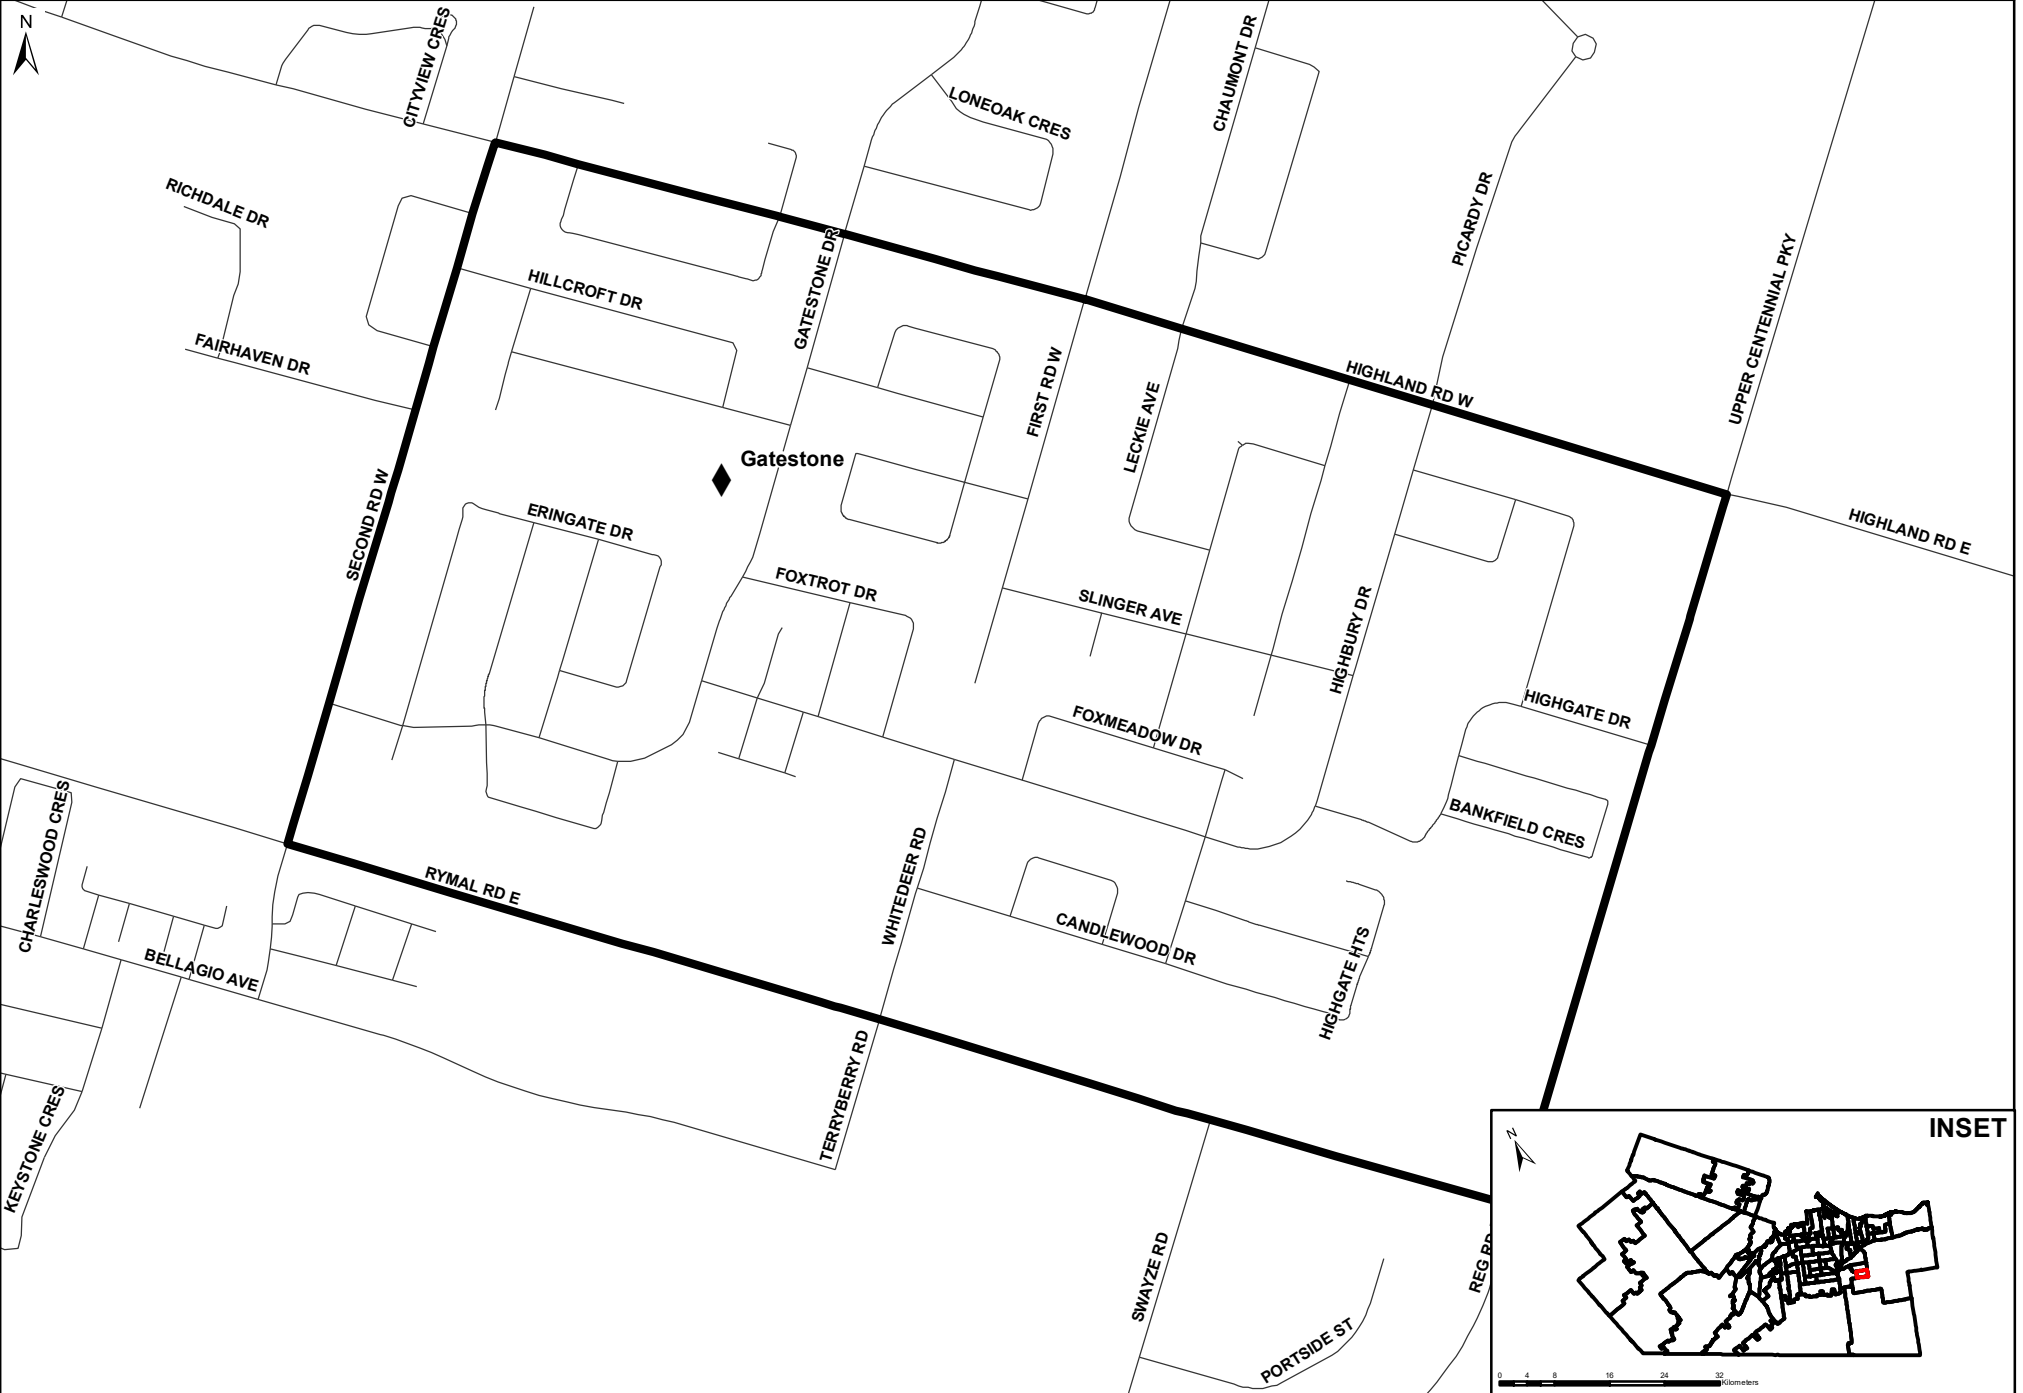 N
CITYVIEW CRES
LONEOAK CRES
CHAUMONT DR
RICHDALE DR
PICARDY DR
UPPER CENTENNIAL PKY
GATESTONE DR
HILLCROFT DR
FAIRHAVEN DR
FIRST RD W
LECKIE AVE
HIGHLAND RD W
Gatestone
SECOND RD W
ERINGATE DR
HIGHLAND RD E
FOXTROT DR
SLINGER AVE
HIGHBURY DR
HIGHGATE DR
FOXMEADOW DR
BANKFIELD CRES
CHARLESWOOD CRES
RYMAL RD E
WHITEDEER RD
CANDLEWOOD DR
HIGHGATE HTS
BELLAGIO AVE
TERRYBERRY RD
KEYSTONE CRES
SWAYZE RD
REG RD
PORTSIDE ST
INSET
N
0 4 8 16 24 32
Kilometers